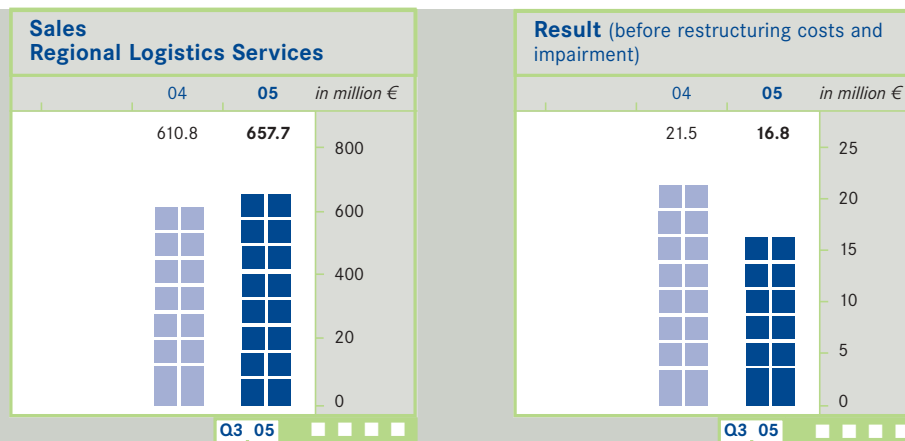 Sales
Regional Logistics Services
04 05 in million €
610.8 657.7
800
600
400
20
0
Q3 05
Result (before restructuring costs and
impairment)
04 05 in million €
21.5 16.8
25
20
15
10
5
0
Q3 05